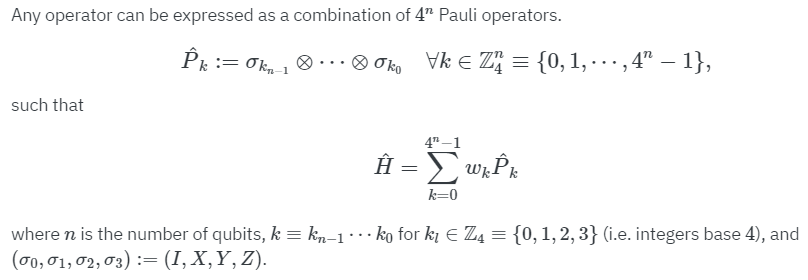 Any operator can be expressed as a combination of 4ⁿ Pauli operators.
P̂ₖ := σₖₙ₋₁ ⊗ ⋯ ⊗ σₖ₀ ∀k ∈ ℤ₄ⁿ ≡ {0, 1, ⋯, 4ⁿ − 1},
such that
4ⁿ−1
Ĥ = ∑ wₖP̂ₖ
k=0
where n is the number of qubits, k ≡ kₙ₋₁ ⋯ k₀ for kₗ ∈ ℤ₄ ≡ {0, 1, 2, 3} (i.e. integers base 4), and
(σ₀, σ₁, σ₂, σ₃) := (I, X, Y, Z).